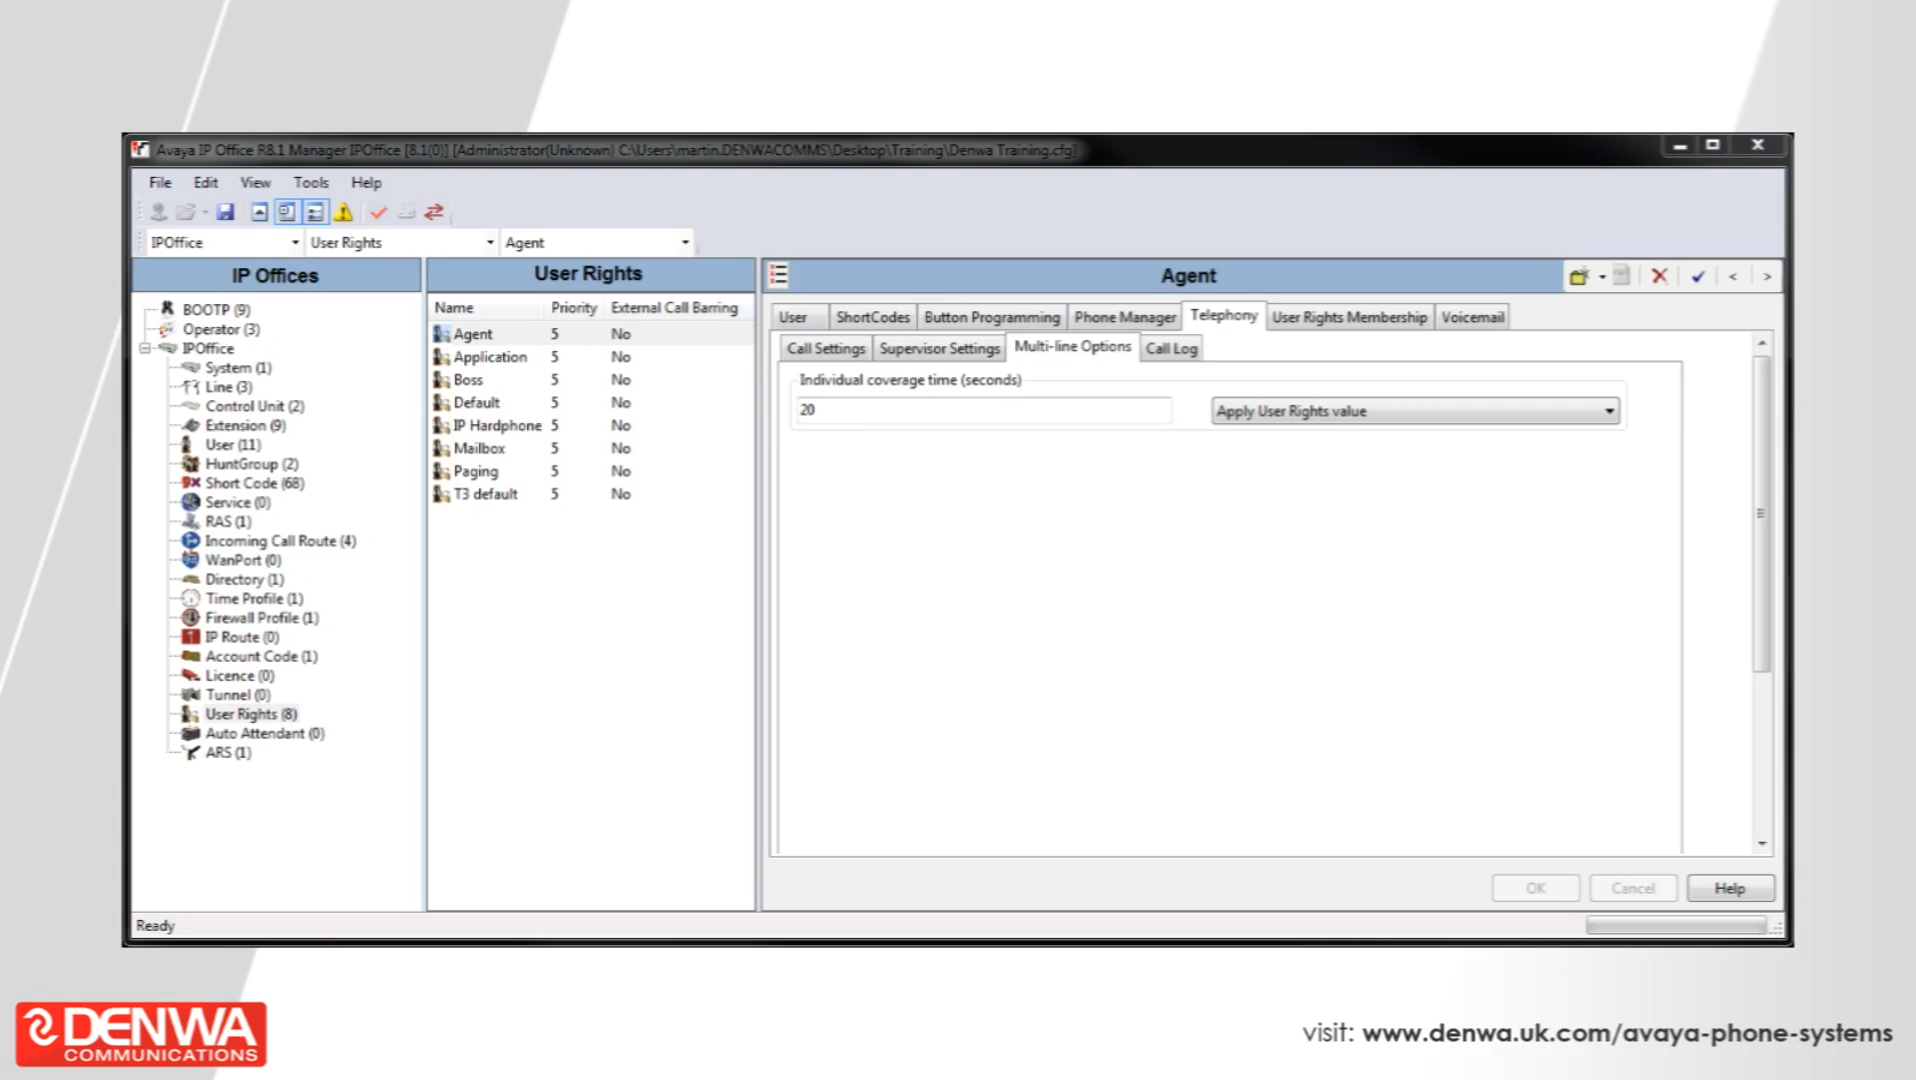 Avaya IP Office R8.1 Manager IPOffice [8.1(0)] [Administrator(Unknown) C:\Users\martin.DENWACOMMS\Desktop\Training\Denwa Training.cfg]
File Edit View Tools Help
IPOffice User Rights Agent
IP Offices
BOOTP (9)
Operator (3)
IPOffice
System (1)
Line (3)
Control Unit (2)
Extension (9)
User (11)
HuntGroup (2)
Short Code (68)
Service (0)
RAS (1)
Incoming Call Route (4)
WanPort (0)
Directory (1)
Time Profile (1)
Firewall Profile (1)
IP Route (0)
Account Code (1)
Licence (0)
Tunnel (0)
User Rights (8)
Auto Attendant (0)
ARS (1)
User Rights
Name Priority External Call Barring
Agent 5 No
Application 5 No
Boss 5 No
Default 5 No
IP Hardphone 5 No
Mailbox 5 No
Paging 5 No
T3 default 5 No
Agent
User ShortCodes Button Programming Phone Manager Telephony User Rights Membership Voicemail
Call Settings Supervisor Settings Multi-line Options Call Log
Individual coverage time (seconds)
20 Apply User Rights value
OK Cancel Help
Ready
DENWA
COMMUNICATIONS
visit: www.denwa.uk.com/avaya-phone-systems